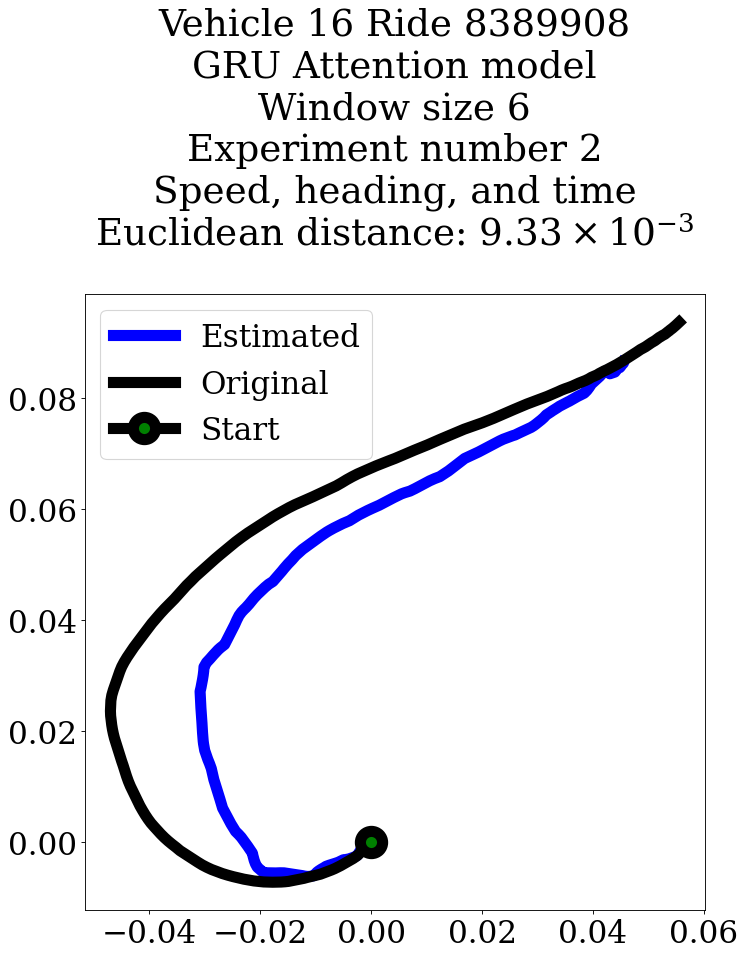 Vehicle 16 Ride 8389908
GRU Attention model
Window size 6
Experiment number 2
Speed, heading, and time
Euclidean distance: 9.33 × 10⁻³
Estimated
Original
Start
0.08
0.06
0.04
0.02
0.00
−0.04 −0.02 0.00 0.02 0.04 0.06